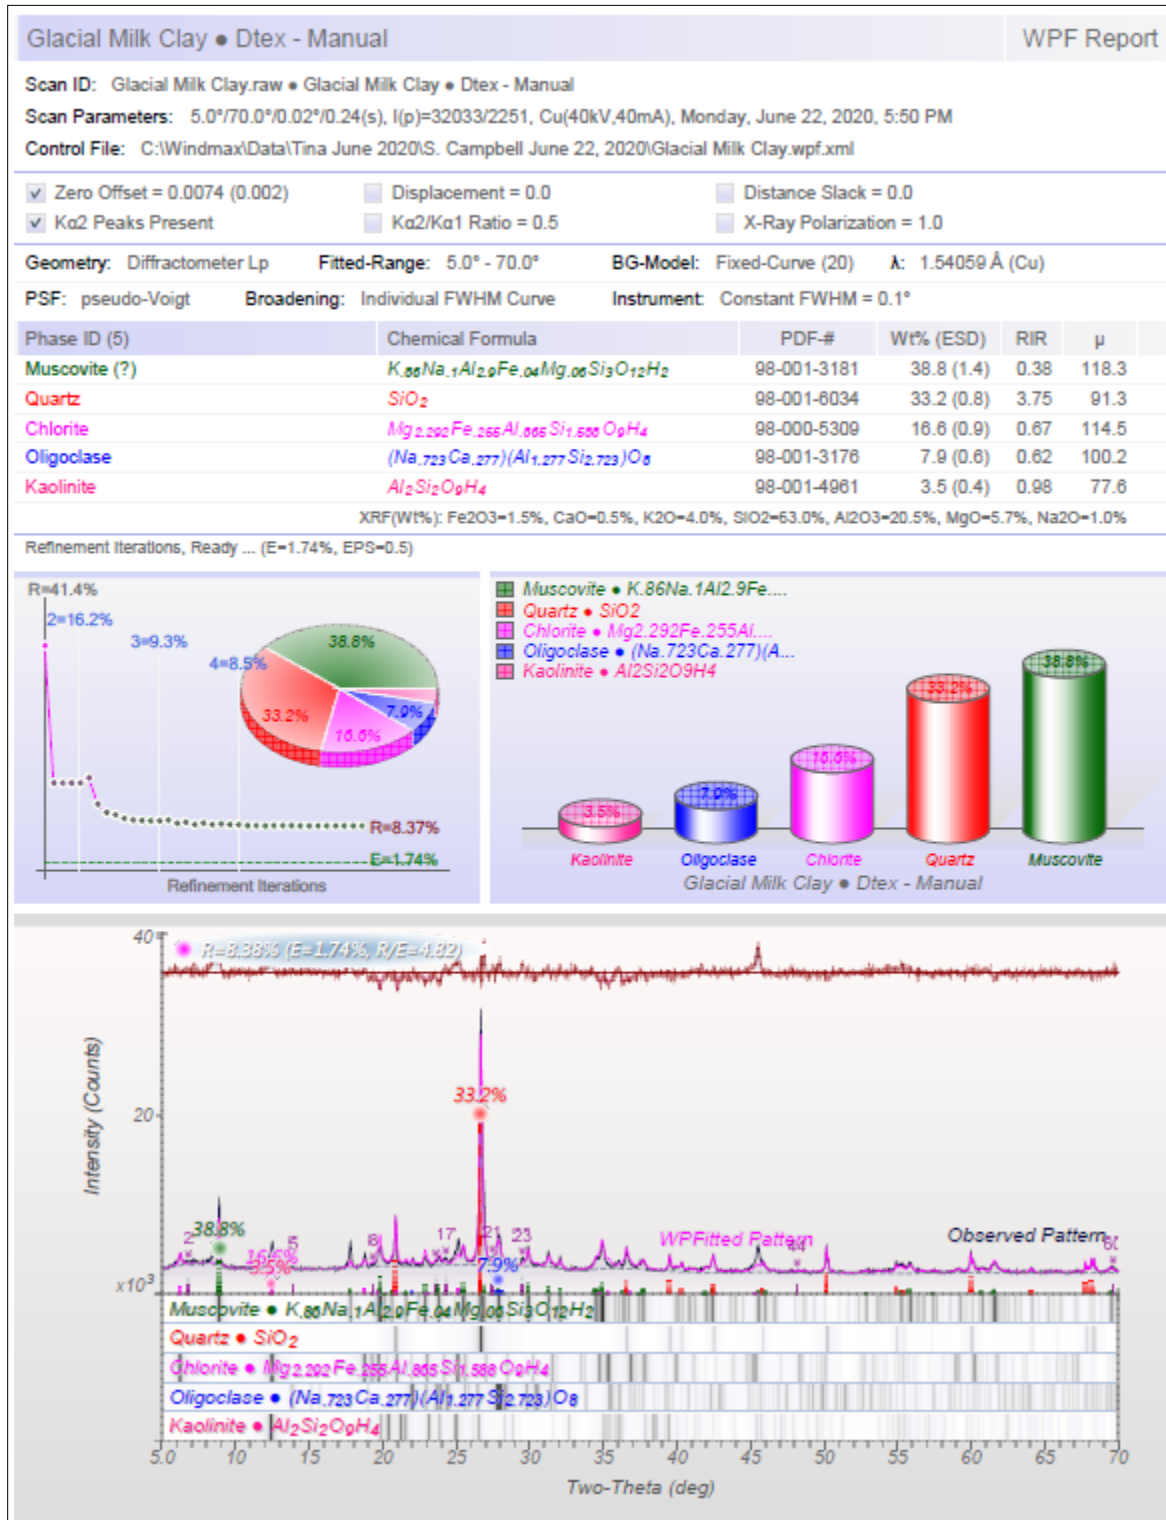 Glacial Milk Clay ● Dtex - Manual WPF Report
Scan ID: Glacial Milk Clay.raw ● Glacial Milk Clay ● Dtex - Manual
Scan Parameters: 5.0°/70.0°/0.02°/0.24(s), I(p)=32033/2251, Cu(40kV,40mA), Monday, June 22, 2020, 5:50 PM
Control File: C:\Windmax\Data\Tina June 2020\S. Campbell June 22, 2020\Glacial Milk Clay.wpf.xml
Zero Offset = 0.0074 (0.002) Displacement = 0.0 Distance Slack = 0.0
Kα2 Peaks Present Kα2/Kα1 Ratio = 0.5 X-Ray Polarization = 1.0
Geometry: Diffractometer Lp Fitted-Range: 5.0° - 70.0° BG-Model: Fixed-Curve (20) λ: 1.54059 Å (Cu)
PSF: pseudo-Voigt Broadening: Individual FWHM Curve Instrument: Constant FWHM = 0.1°
Phase ID (5) Chemical Formula PDF-# Wt% (ESD) RIR μ
Muscovite (?) K.86Na.1Al2.9Fe.04Mg.06Si3O12H2 98-001-3181 38.8 (1.4) 0.38 118.3
Quartz SiO2 98-001-6034 33.2 (0.8) 3.75 91.3
Chlorite Mg2.292Fe.255Al.865Si1.588O9H4 98-000-5309 16.6 (0.9) 0.67 114.5
Oligoclase (Na.723Ca.277)(Al1.277Si2.723)O8 98-001-3176 7.9 (0.6) 0.62 100.2
Kaolinite Al2Si2O9H4 98-001-4961 3.5 (0.4) 0.98 77.6
XRF(Wt%): Fe2O3=1.5%, CaO=0.5%, K2O=4.0%, SiO2=63.0%, Al2O3=20.5%, MgO=5.7%, Na2O=1.0%
Refinement Iterations, Ready ... (E=1.74%, EPS=0.5)
R=41.4%
2=16.2%
3=9.3%
4=8.5%
38.8%
33.2%
16.6%
7.9%
R=8.37%
E=1.74%
Refinement Iterations
Muscovite ● K.86Na.1Al2.9Fe....
Quartz ● SiO2
Chlorite ● Mg2.292Fe.255Al....
Oligoclase ● (Na.723Ca.277)(A...
Kaolinite ● Al2Si2O9H4
3.5% 7.9% 16.6% 33.2% 38.8%
Kaolinite Oligoclase Chlorite Quartz Muscovite
Glacial Milk Clay ● Dtex - Manual
40
R=8.38% (E=1.74%, R/E=4.82)
Intensity (Counts)
20
x10³
33.2%
38.8%
16.6%
3.5%
7.9%
2 5 8 17 21 23 44 60
WPFitted Pattern
Observed Pattern
Muscovite ● K.86Na.1Al2.9Fe.04Mg.06Si3O12H2
Quartz ● SiO2
Chlorite ● Mg2.292Fe.255Al.865Si1.588O9H4
Oligoclase ● (Na.723Ca.277)(Al1.277Si2.723)O8
Kaolinite ● Al2Si2O9H4
5.0 10 15 20 25 30 35 40 45 50 55 60 65 70
Two-Theta (deg)